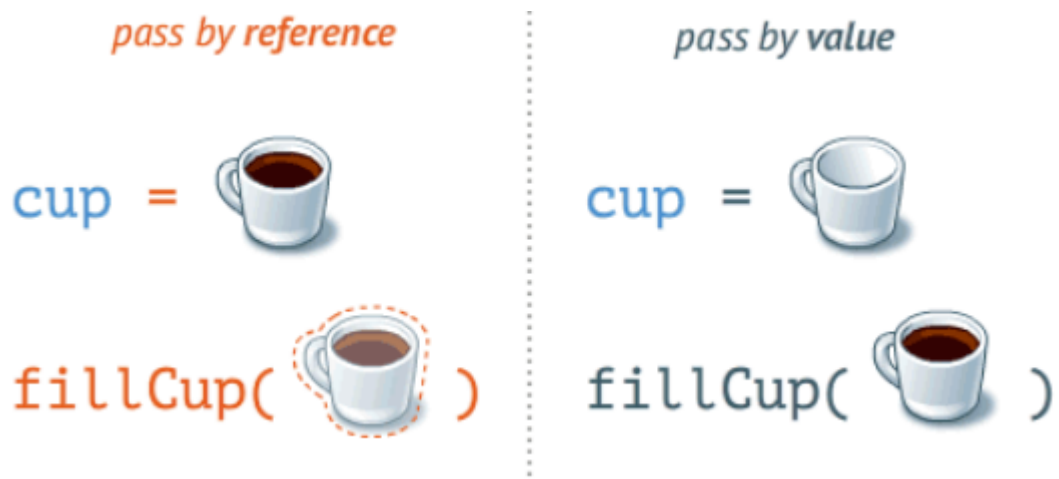 pass by reference
cup =
fillCup( )
pass by value
cup =
fillCup( )